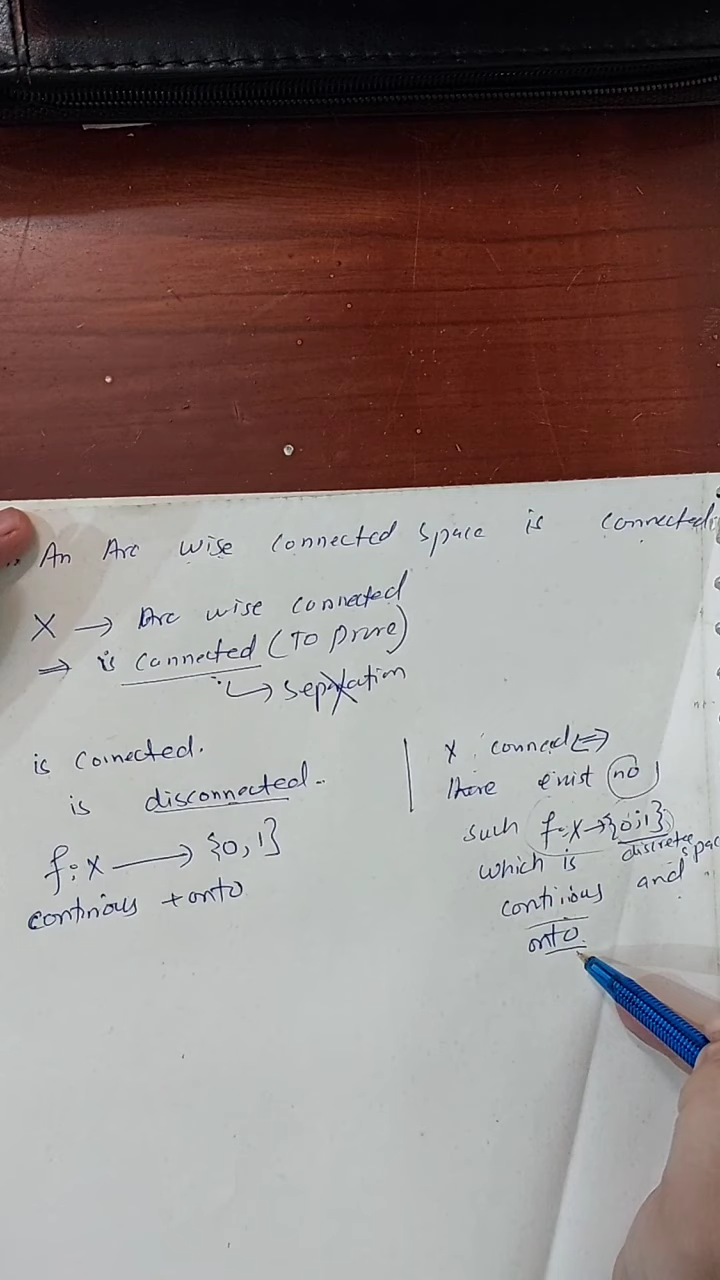 An Arc wise connected space is connected
X → Arc wise connected
⇒ is connected (To prove)
↳ separation
is connected.
is disconnected.
f: X → {0, 1}
continous + onto
X conned ⇔
there exist no
such f: X → {0, 1}
discrete space
which is
continous and
onto